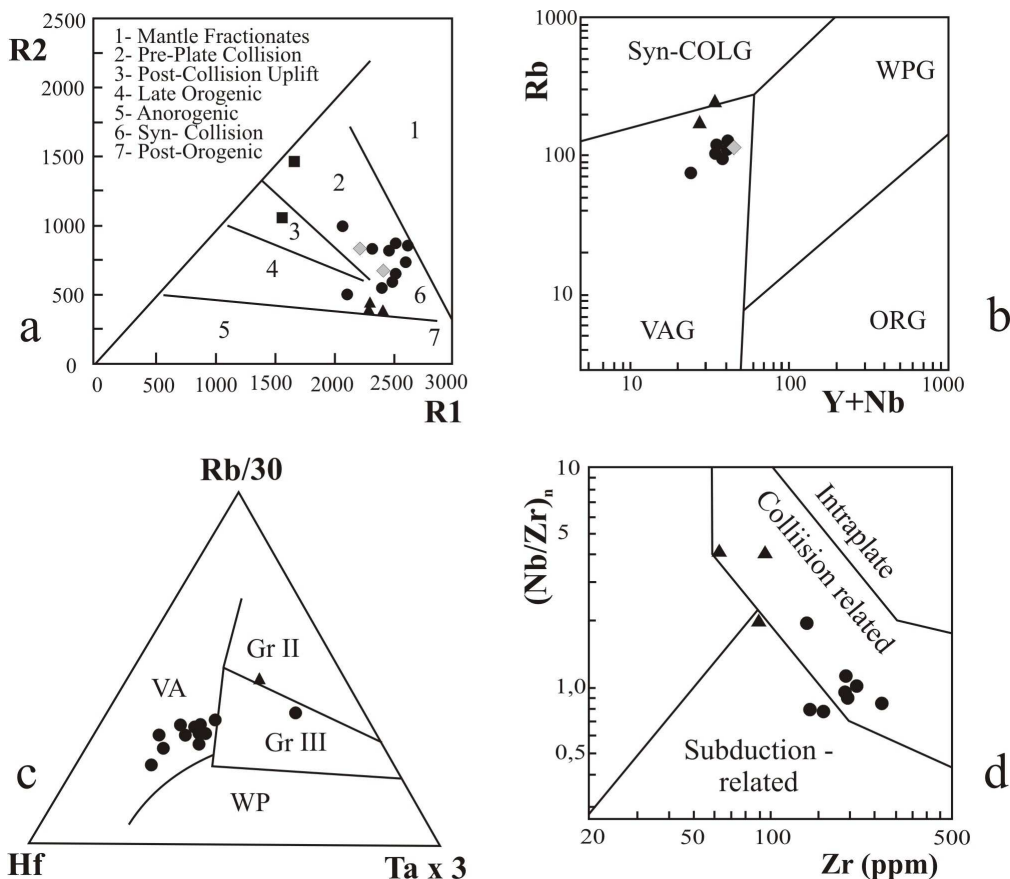 2500
R2
2000
1500
1000
500
0
1- Mantle Fractionates
2- Pre-Plate Collision
3- Post-Collision Uplift
4- Late Orogenic
5- Anorogenic
6- Syn- Collision
7- Post-Orogenic
1
2
3
4
5
6
7
a
0 500 1000 1500 2000 2500 3000
R1
1000
Rb
100
10
Syn-COLG
WPG
VAG
ORG
b
10 100 1000
Y+Nb
Rb/30
Gr II
VA
Gr III
WP
c
Hf
Ta x 3
10
5
(Nb/Zr)n
1,0
0,5
Intraplate
Colliision related
Subduction -
related
d
20 50 100 500
Zr (ppm)